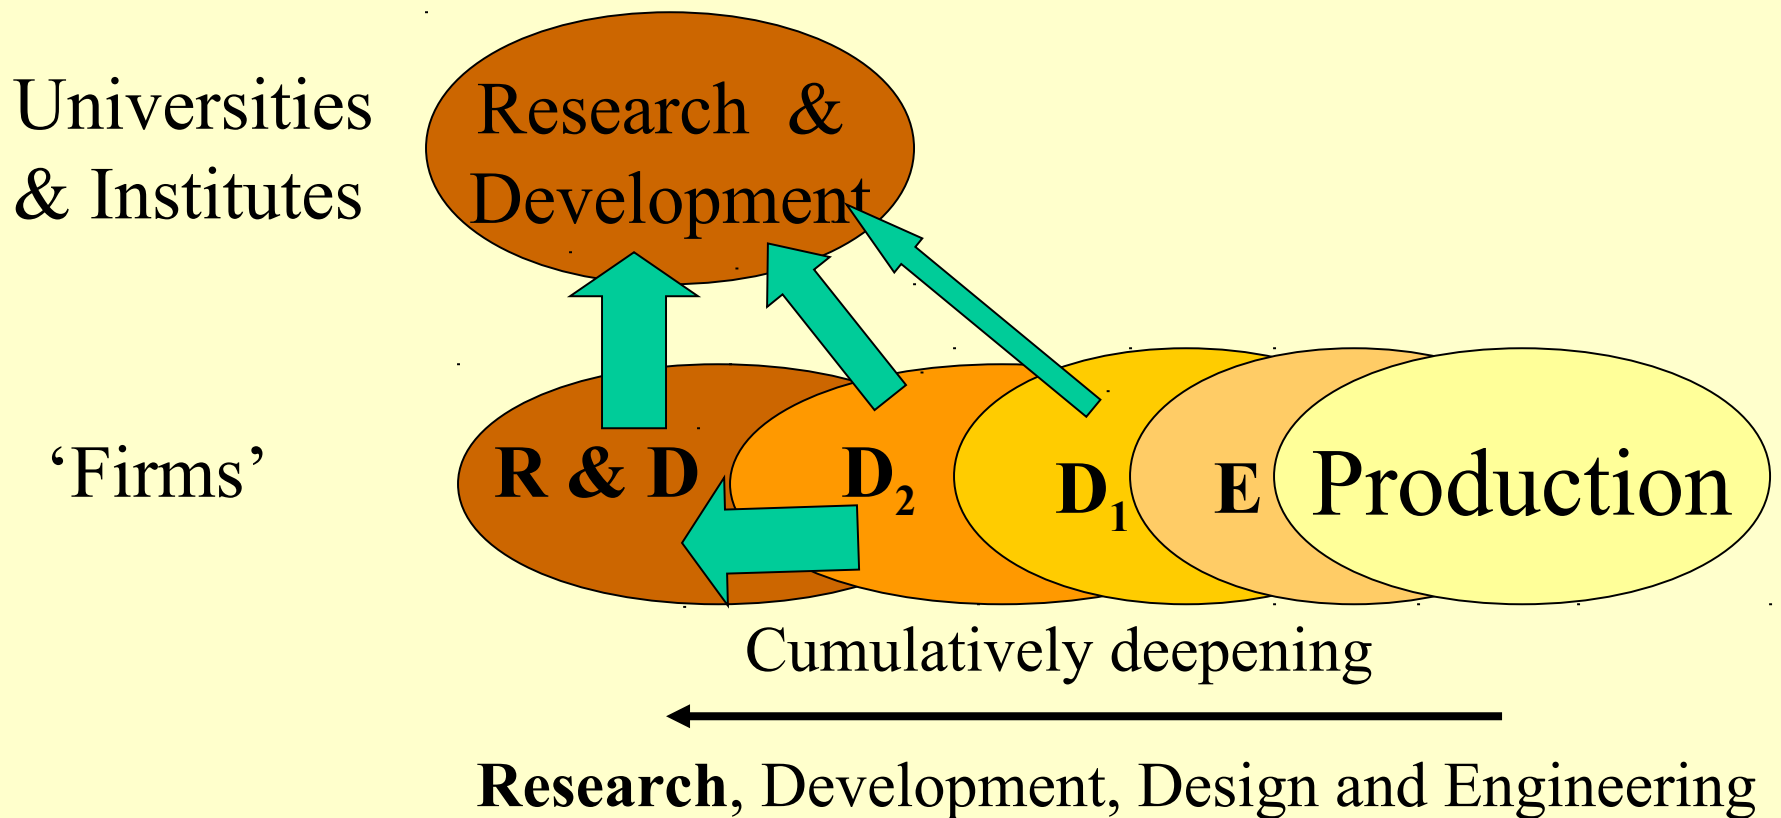 Universities
& Institutes
Research &
Development
‘Firms’
R & D
D2
D1
E
Production
Cumulatively deepening
Research, Development, Design and Engineering